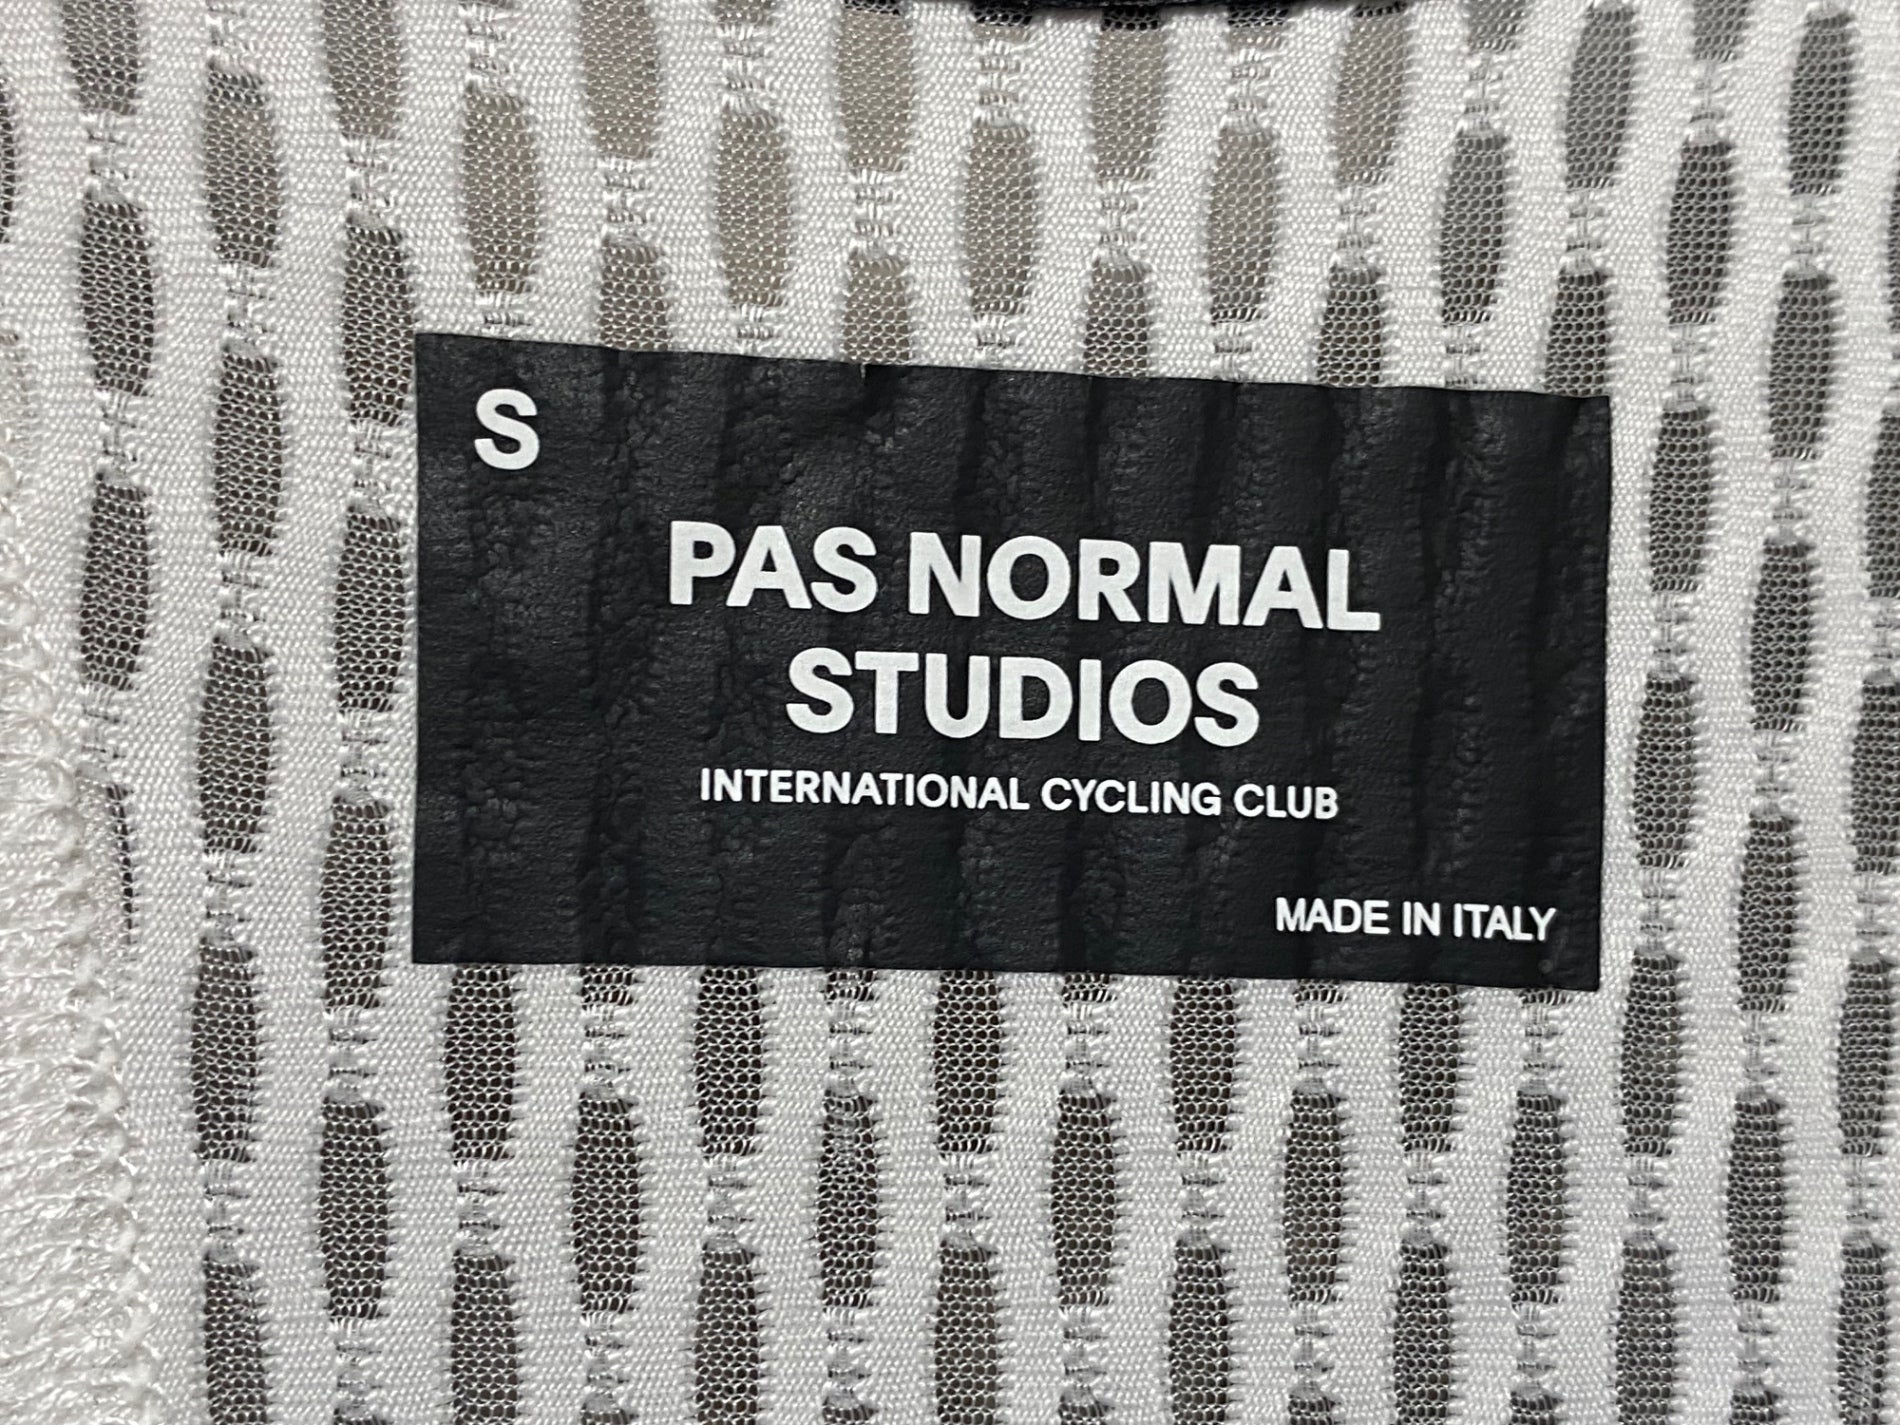 S
PAS NORMAL
STUDIOS
INTERNATIONAL CYCLING CLUB
MADE IN ITALY